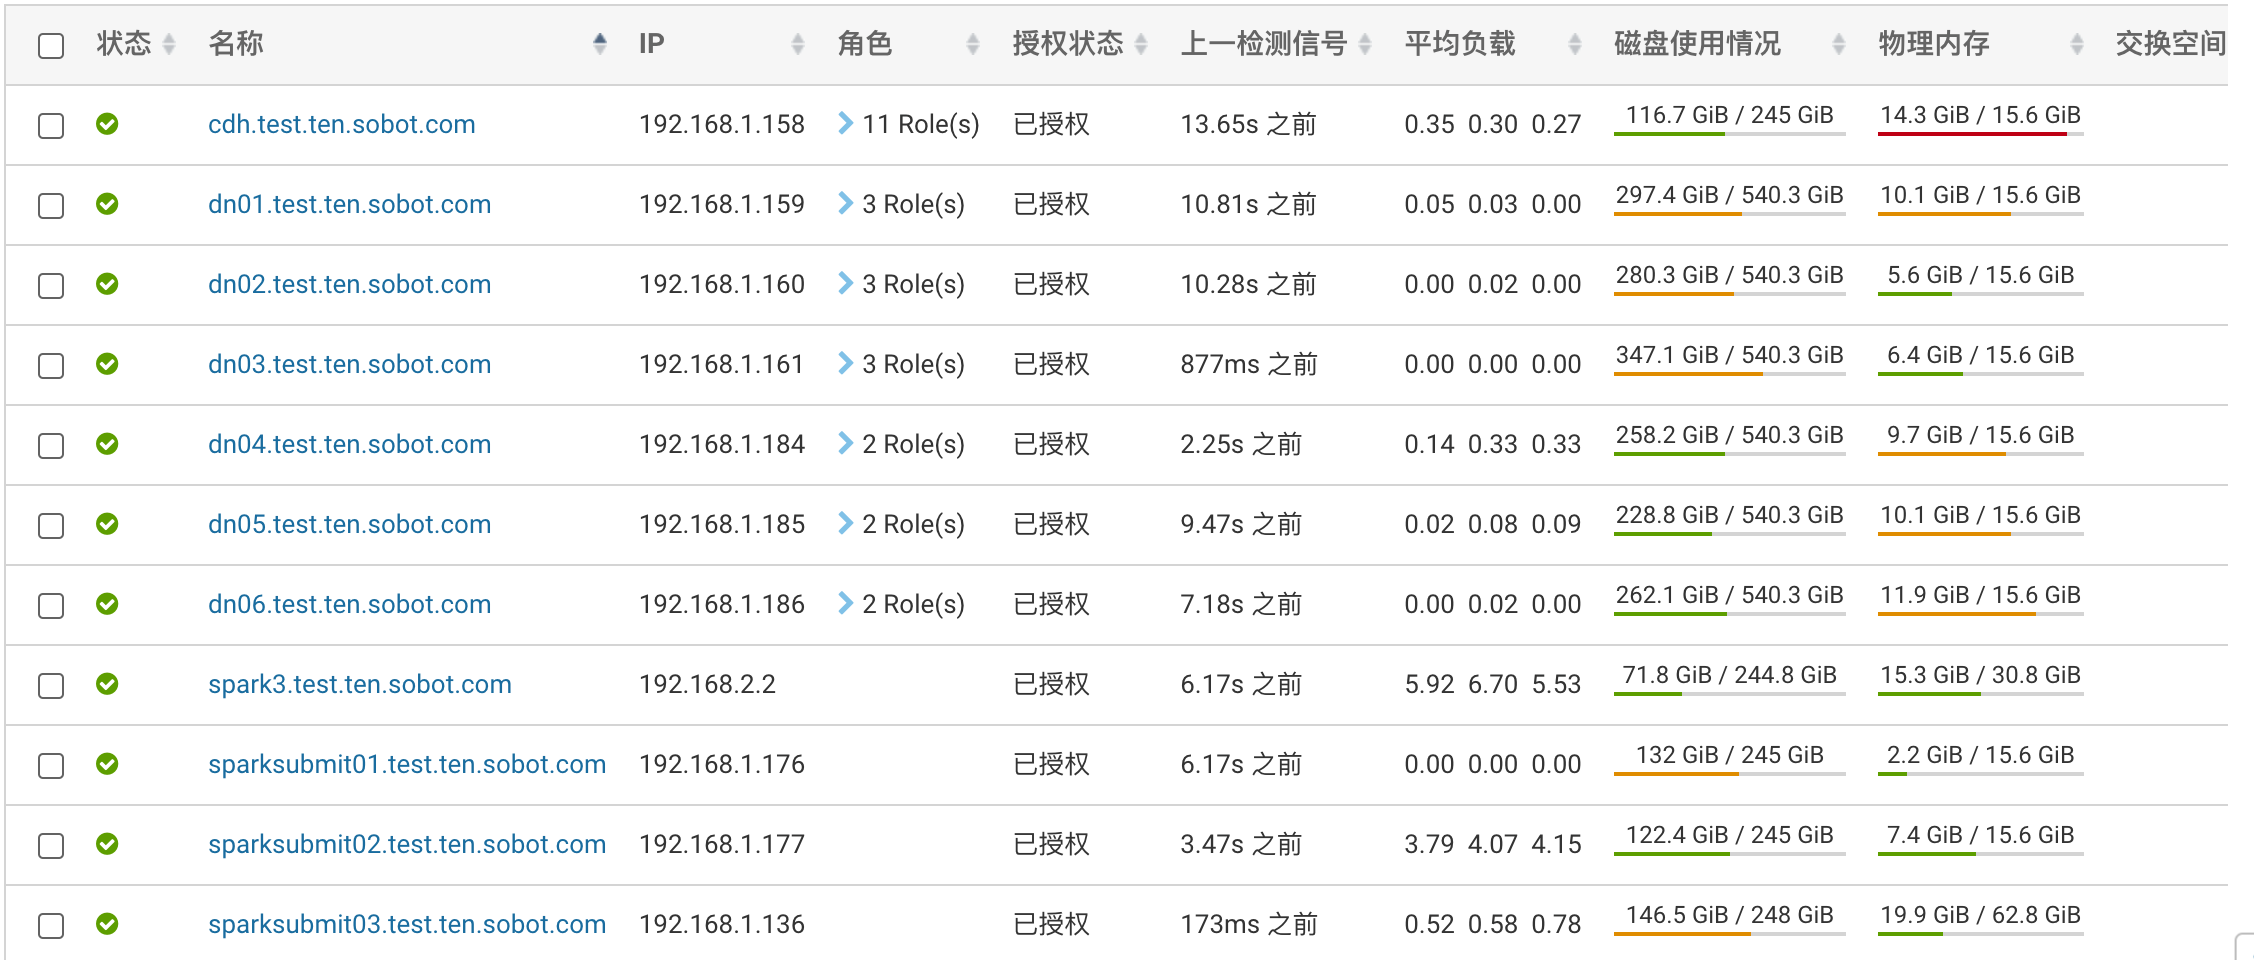 状态 名称 IP 角色 授权状态 上一检测信号 平均负载 磁盘使用情况 物理内存 交换空间
cdh.test.ten.sobot.com 192.168.1.158 11 Role(s) 已授权 13.65s 之前 0.35 0.30 0.27 116.7 GiB / 245 GiB 14.3 GiB / 15.6 GiB
dn01.test.ten.sobot.com 192.168.1.159 3 Role(s) 已授权 10.81s 之前 0.05 0.03 0.00 297.4 GiB / 540.3 GiB 10.1 GiB / 15.6 GiB
dn02.test.ten.sobot.com 192.168.1.160 3 Role(s) 已授权 10.28s 之前 0.00 0.02 0.00 280.3 GiB / 540.3 GiB 5.6 GiB / 15.6 GiB
dn03.test.ten.sobot.com 192.168.1.161 3 Role(s) 已授权 877ms 之前 0.00 0.00 0.00 347.1 GiB / 540.3 GiB 6.4 GiB / 15.6 GiB
dn04.test.ten.sobot.com 192.168.1.184 2 Role(s) 已授权 2.25s 之前 0.14 0.33 0.33 258.2 GiB / 540.3 GiB 9.7 GiB / 15.6 GiB
dn05.test.ten.sobot.com 192.168.1.185 2 Role(s) 已授权 9.47s 之前 0.02 0.08 0.09 228.8 GiB / 540.3 GiB 10.1 GiB / 15.6 GiB
dn06.test.ten.sobot.com 192.168.1.186 2 Role(s) 已授权 7.18s 之前 0.00 0.02 0.00 262.1 GiB / 540.3 GiB 11.9 GiB / 15.6 GiB
spark3.test.ten.sobot.com 192.168.2.2 已授权 6.17s 之前 5.92 6.70 5.53 71.8 GiB / 244.8 GiB 15.3 GiB / 30.8 GiB
sparksubmit01.test.ten.sobot.com 192.168.1.176 已授权 6.17s 之前 0.00 0.00 0.00 132 GiB / 245 GiB 2.2 GiB / 15.6 GiB
sparksubmit02.test.ten.sobot.com 192.168.1.177 已授权 3.47s 之前 3.79 4.07 4.15 122.4 GiB / 245 GiB 7.4 GiB / 15.6 GiB
sparksubmit03.test.ten.sobot.com 192.168.1.136 已授权 173ms 之前 0.52 0.58 0.78 146.5 GiB / 248 GiB 19.9 GiB / 62.8 GiB